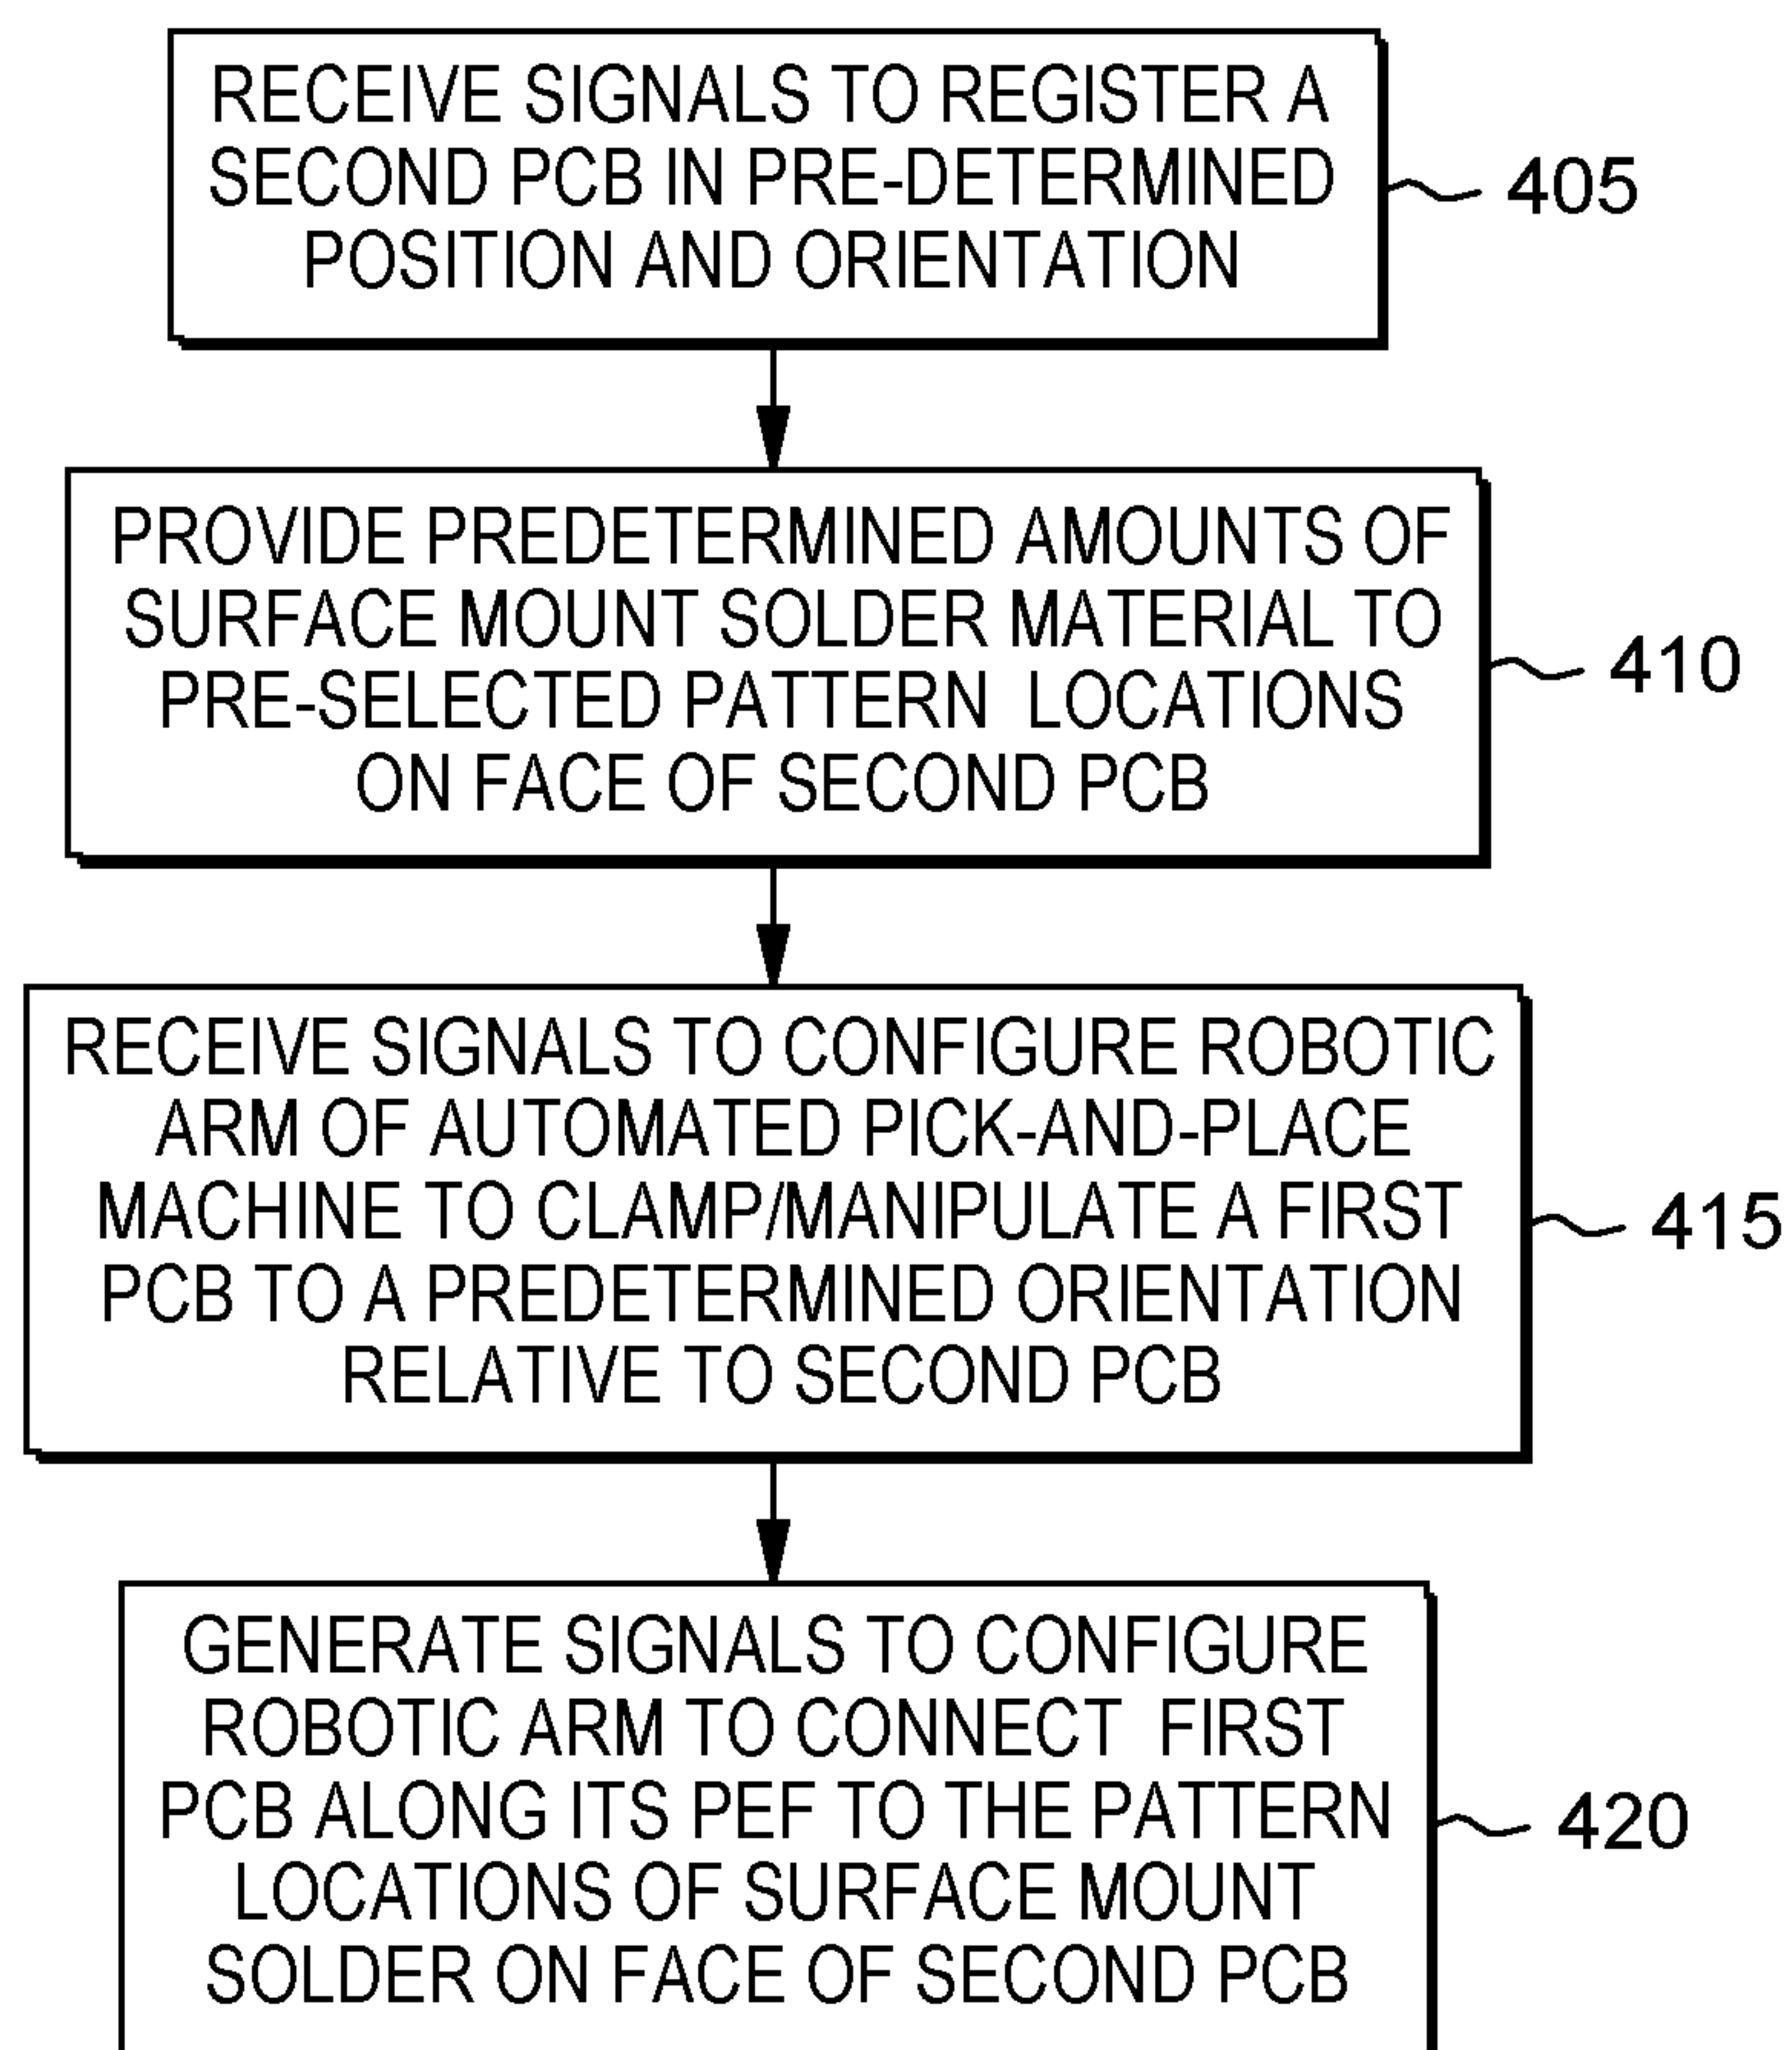 RECEIVE SIGNALS TO REGISTER A
SECOND PCB IN PRE-DETERMINED
POSITION AND ORIENTATION
405
PROVIDE PREDETERMINED AMOUNTS OF
SURFACE MOUNT SOLDER MATERIAL TO
PRE-SELECTED PATTERN LOCATIONS
ON FACE OF SECOND PCB
410
RECEIVE SIGNALS TO CONFIGURE ROBOTIC
ARM OF AUTOMATED PICK-AND-PLACE
MACHINE TO CLAMP/MANIPULATE A FIRST
PCB TO A PREDETERMINED ORIENTATION
RELATIVE TO SECOND PCB
415
GENERATE SIGNALS TO CONFIGURE
ROBOTIC ARM TO CONNECT FIRST
PCB ALONG ITS PEF TO THE PATTERN
LOCATIONS OF SURFACE MOUNT
SOLDER ON FACE OF SECOND PCB
420